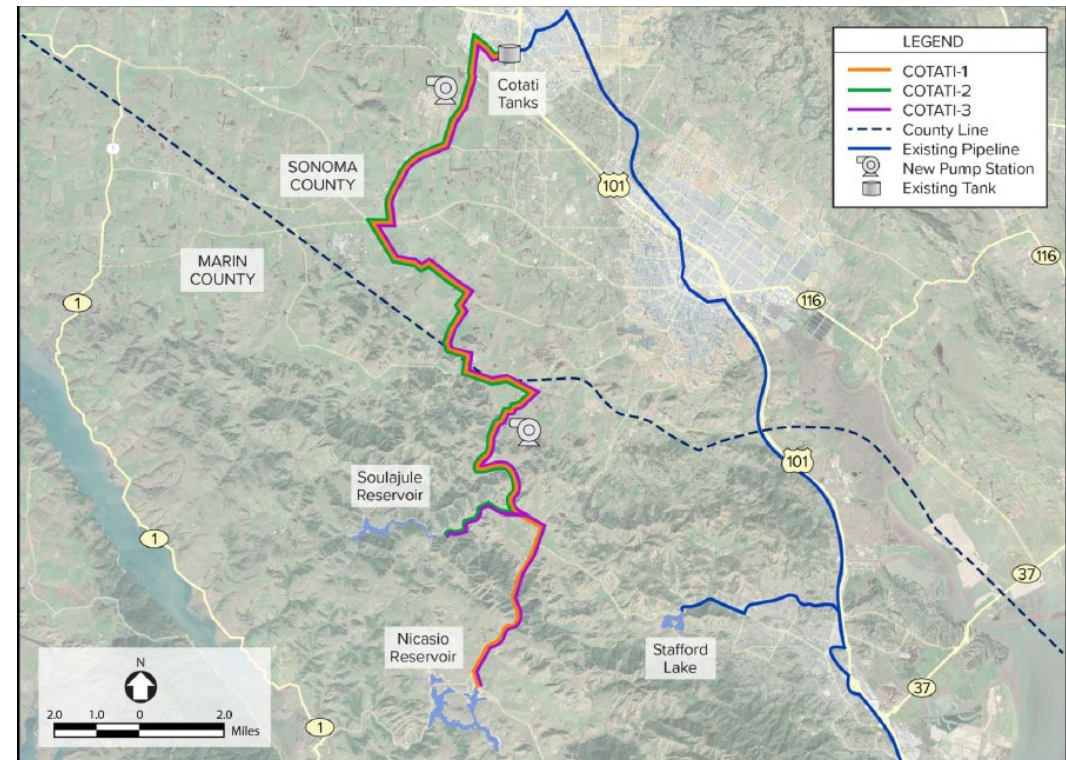 LEGEND
COTATI-1
COTATI-2
COTATI-3
County Line
Existing Pipeline
New Pump Station
Existing Tank
Cotati
Tanks
SONOMA
COUNTY
101
MARIN
COUNTY
116
1
116
101
Soulajule
Reservoir
1
37
Nicasio
Reservoir
Stafford
Lake
37
N
2.0 1.0 0 2.0
Miles
1